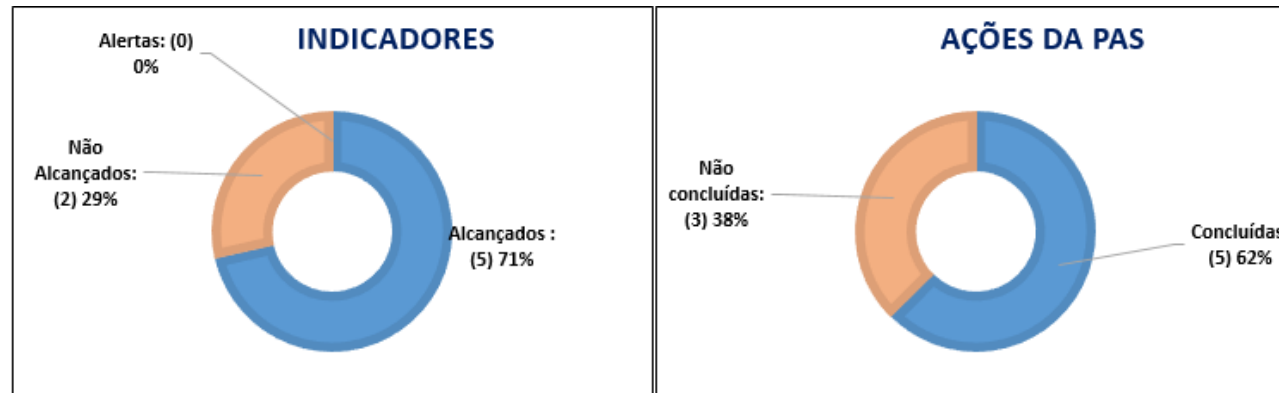 INDICADORES
Alertas: (0)
0%
Não
Alcançados:
(2) 29%
Alcançados :
(5) 71%
AÇÕES DA PAS
Não
concluídas:
(3) 38%
Concluídas
(5) 62%